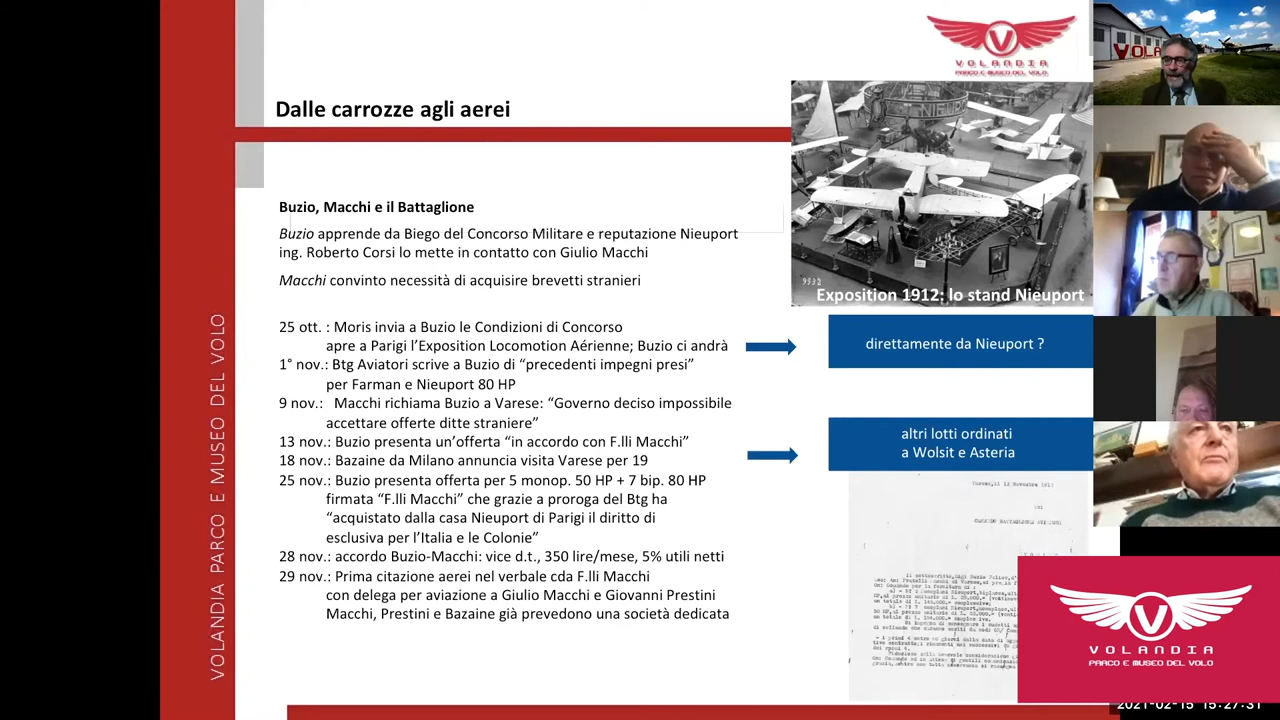 VOLANDIA
PARCO E MUSEO DEL VOLO
Dalle carrozze agli aerei
Buzio, Macchi e il Battaglione
Buzio apprende da Biego del Concorso Militare e reputazione Nieuport
ing. Roberto Corsi lo mette in contatto con Giulio Macchi
Macchi convinto necessità di acquisire brevetti stranieri
25 ott. : Moris invia a Buzio le Condizioni di Concorso
apre a Parigi l’Exposition Locomotion Aérienne; Buzio ci andrà
1° nov.: Btg Aviatori scrive a Buzio di “precedenti impegni presi”
per Farman e Nieuport 80 HP
9 nov.: Macchi richiama Buzio a Varese: “Governo deciso impossibile
accettare offerte ditte straniere”
13 nov.: Buzio presenta un’offerta “in accordo con F.lli Macchi”
18 nov.: Bazaine da Milano annuncia visita Varese per 19
25 nov.: Buzio presenta offerta per 5 monop. 50 HP + 7 bip. 80 HP
firmata “F.lli Macchi” che grazie a proroga del Btg ha
“acquistato dalla casa Nieuport di Parigi il diritto di
esclusiva per l’Italia e le Colonie”
28 nov.: accordo Buzio-Macchi: vice d.t., 350 lire/mese, 5% utili netti
29 nov.: Prima citazione aerei nel verbale cda F.lli Macchi
con delega per aviazione a Giulio Macchi e Giovanni Prestini
Macchi, Prestini e Bazaine già prevedono una società dedicata
Exposition 1912: lo stand Nieuport
direttamente da Nieuport ?
altri lotti ordinati
a Wolsit e Asteria
VOLANDIA PARCO E MUSEO DEL VOLO
VOLANDIA
PARCO E MUSEO DEL VOLO
2021-02-15 15:27:31